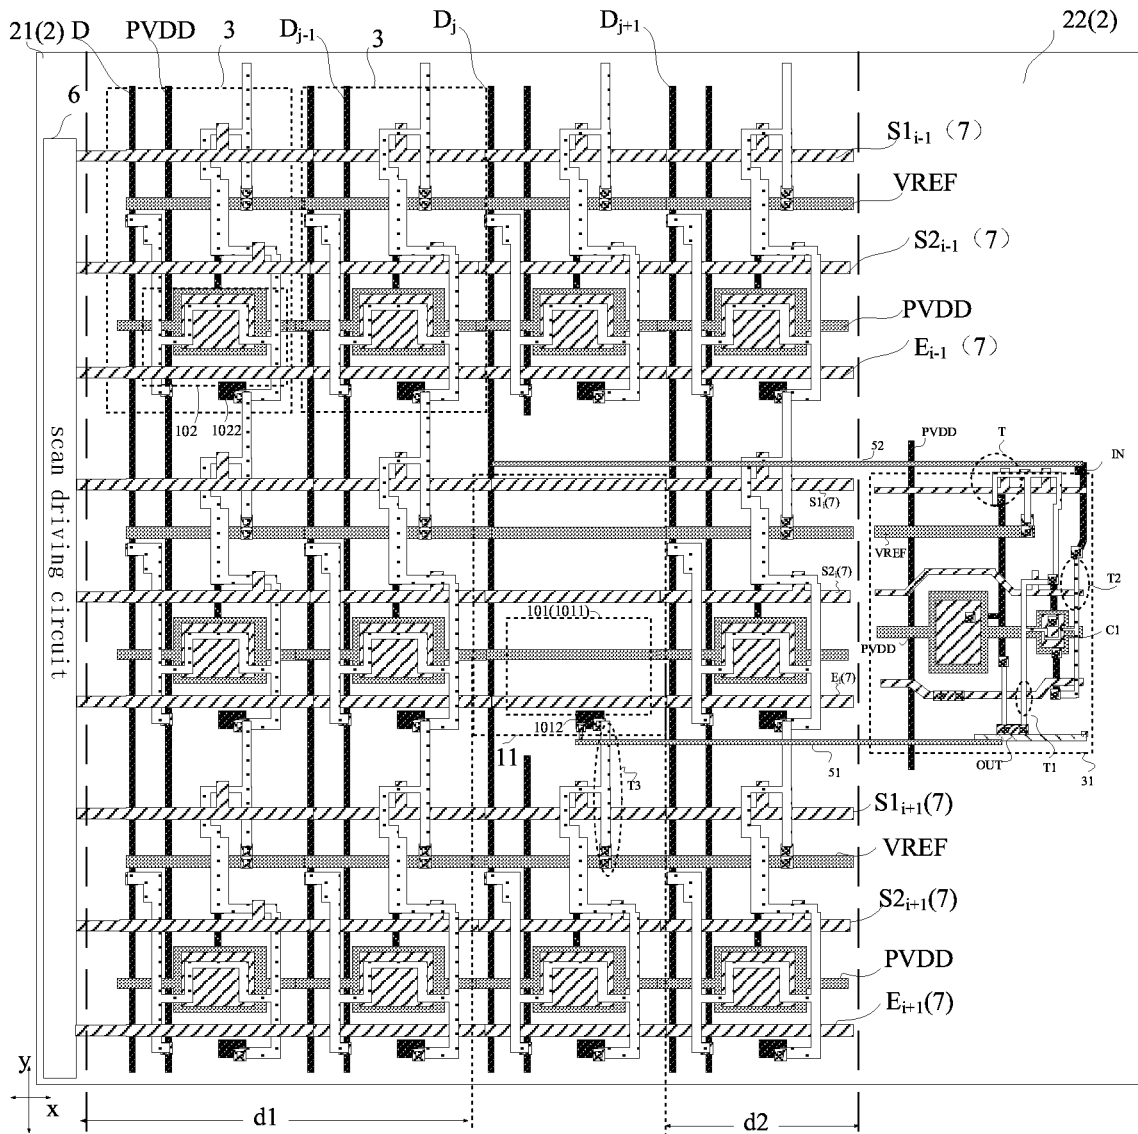 21(2) D PVDD 3 Dj-1 3 Dj Dj+1 22(2)
6
S1i-1 (7)
VREF
S2i-1 (7)
PVDD
Ei-1 (7)
102 1022
scan driving circuit
PVDD T IN
52
S1i(7)
VREF
S2i(7) T2
101(1011)
C1
PVDD
Ei(7)
1012
11 51 OUT T1 31
T3
S1i+1(7)
VREF
S2i+1(7)
PVDD
Ei+1(7)
y
x
d1 d2